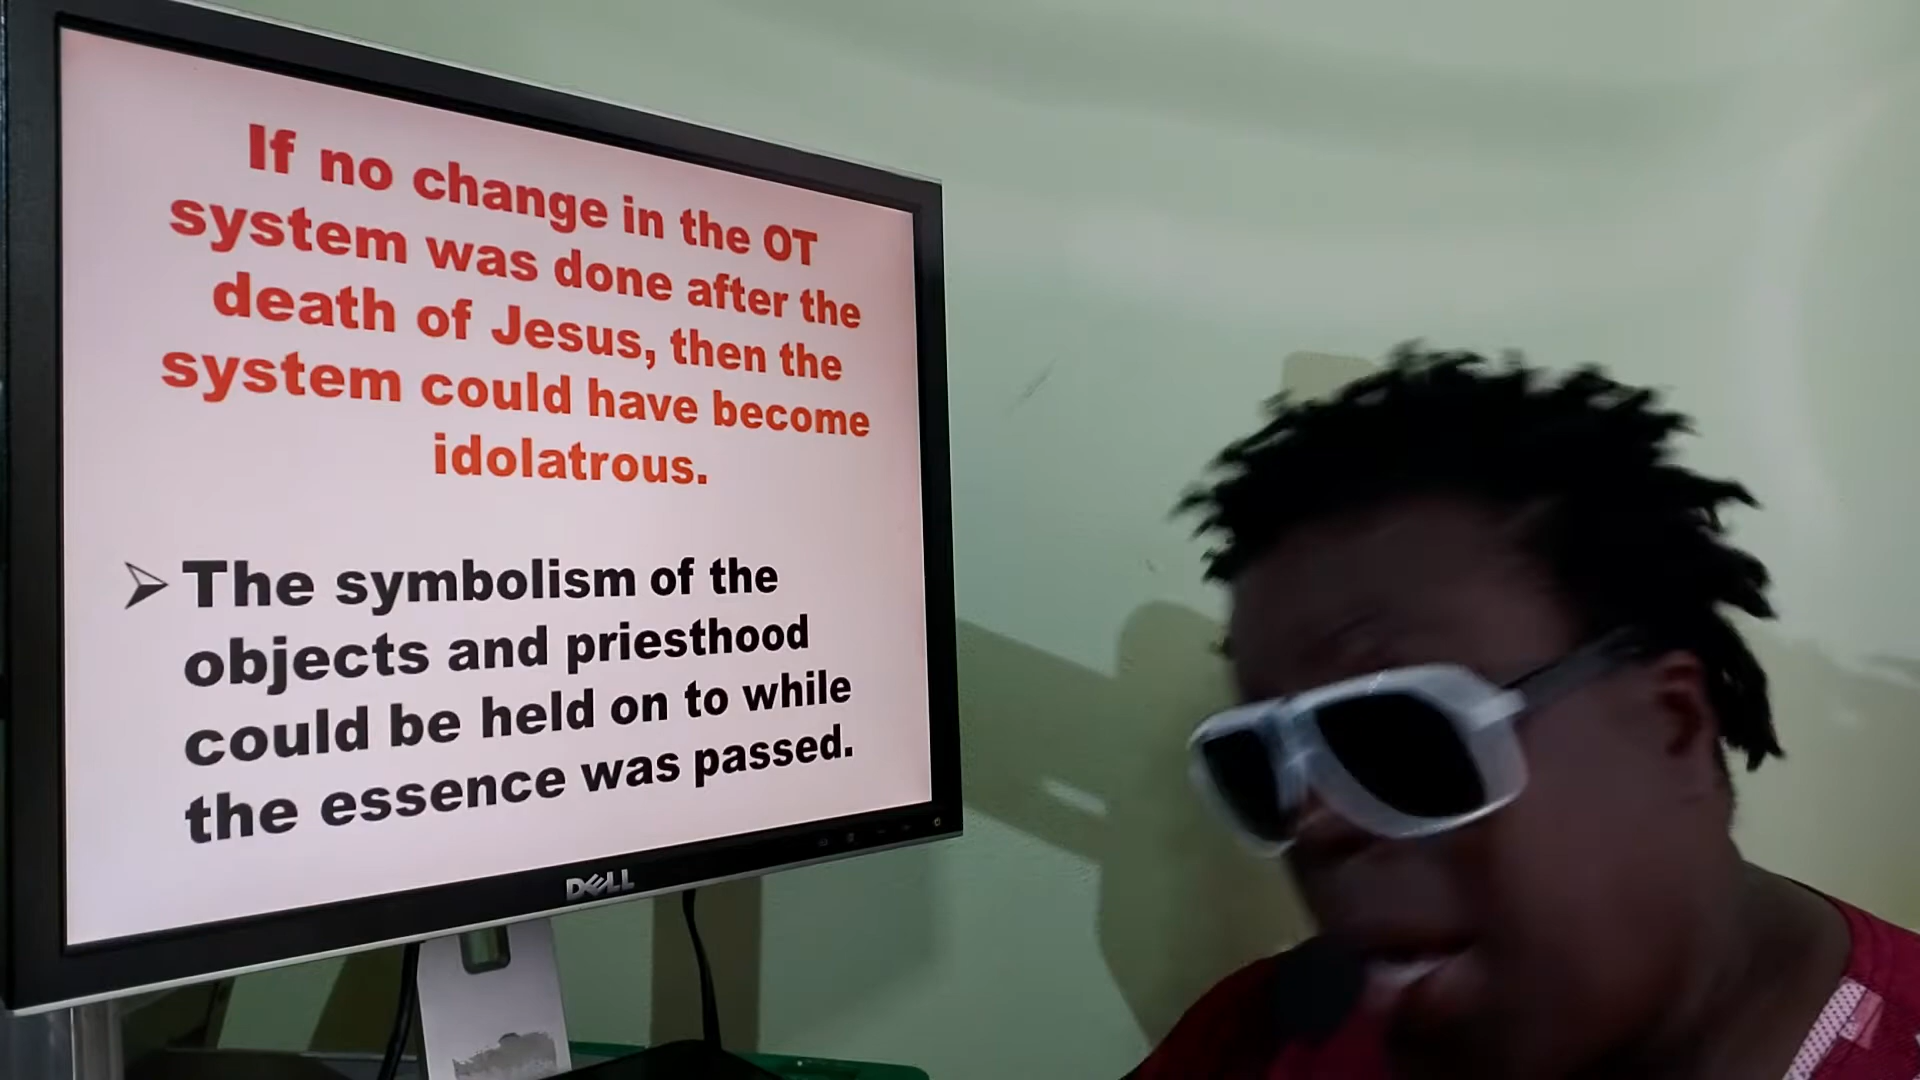 If no change in the OT
system was done after the
death of Jesus, then the
system could have become
idolatrous.
➢ The symbolism of the
objects and priesthood
could be held on to while
the essence was passed.
DELL